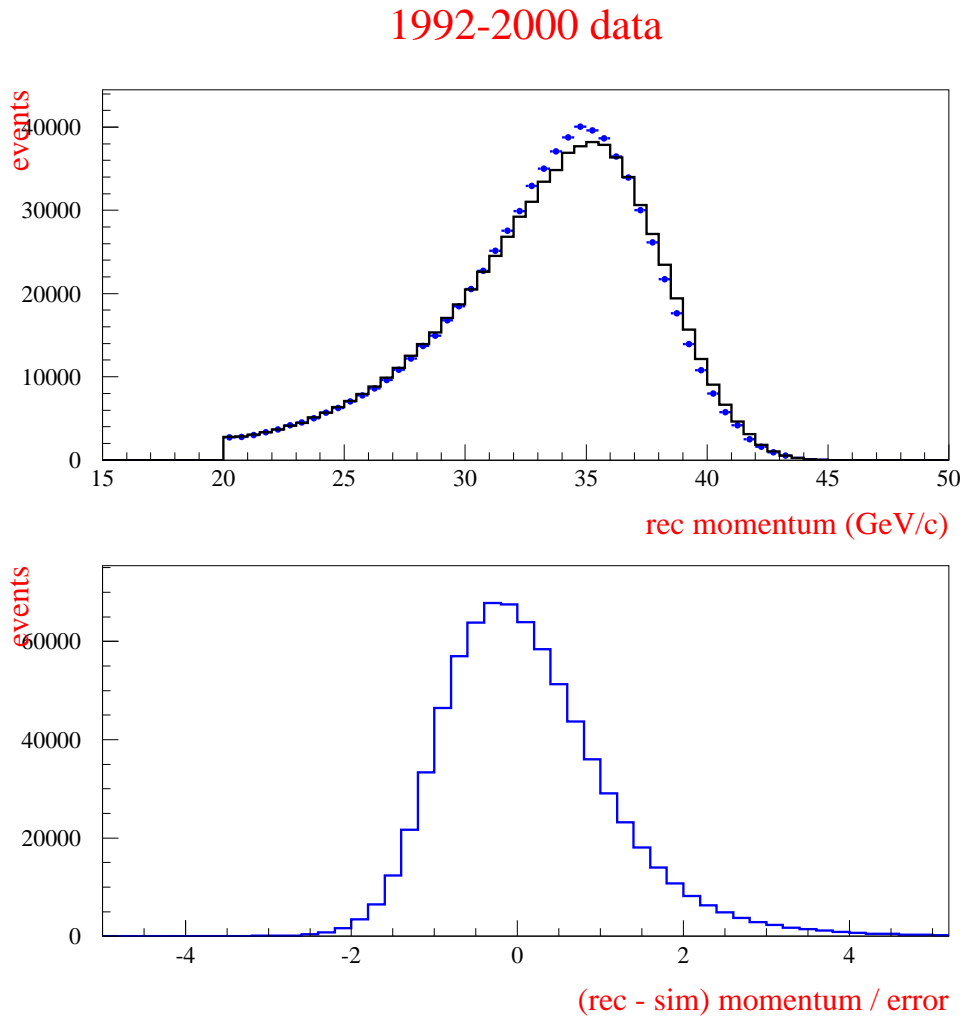 1992-2000 data
events
40000
30000
20000
10000
0
15 20 25 30 35 40 45 50
rec momentum (GeV/c)
events
60000
40000
20000
0
-4 -2 0 2 4
(rec - sim) momentum / error